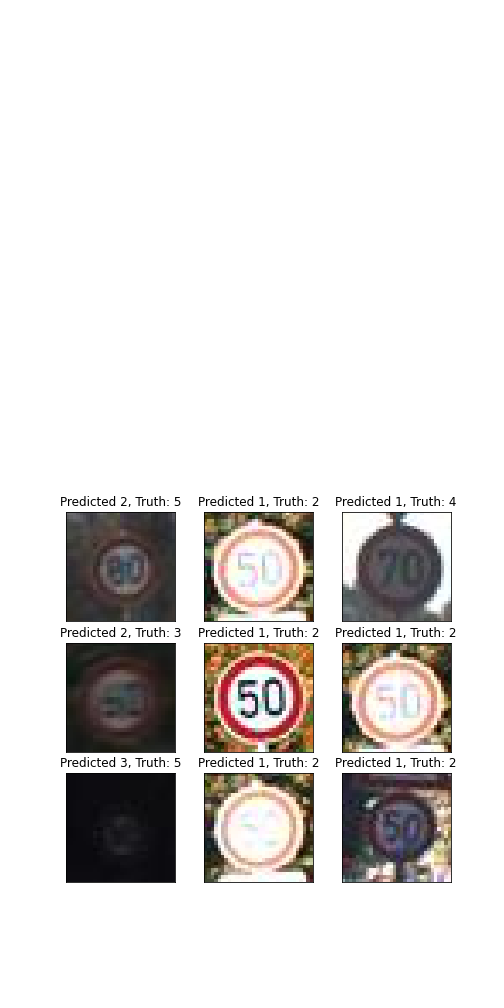 Predicted 2, Truth: 5
Predicted 1, Truth: 2
Predicted 1, Truth: 4
80
50
70
Predicted 2, Truth: 3
Predicted 1, Truth: 2
Predicted 1, Truth: 2
50
50
Predicted 3, Truth: 5
Predicted 1, Truth: 2
Predicted 1, Truth: 2
50
50